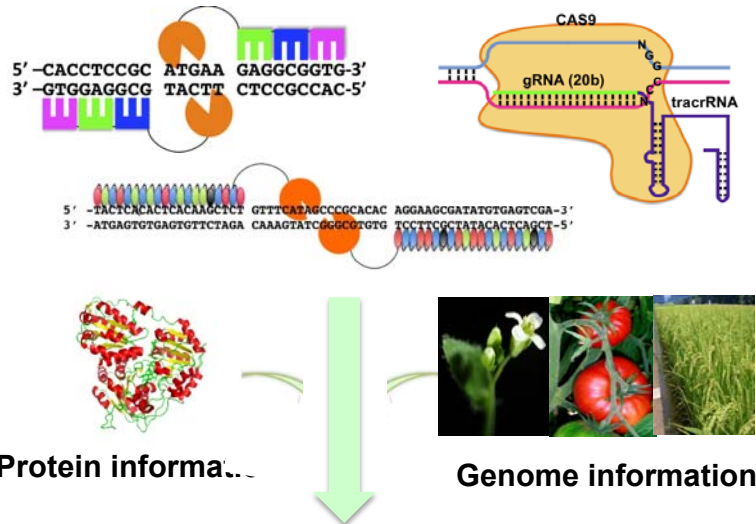 5′ –CACCTCCGC ATGAA GAGGCGGTG-3′
3′ –GTGGAGGCG TACTT CTCCGCCAC-5′
CAS9
N G G
gRNA (20b)
N C C
tracrRNA
5′ -TACTCACACTCACAAGCTCT GTTTCATAGCCCGCACAC AGGAAGCGATATGTGAGTCGA-3′
3′ -ATGAGTGTGAGTGTTCTAGA CAAAGTATCGGGCGTGTG TCCTTCGCTATACACTCAGCT-5′
Protein
Genome information